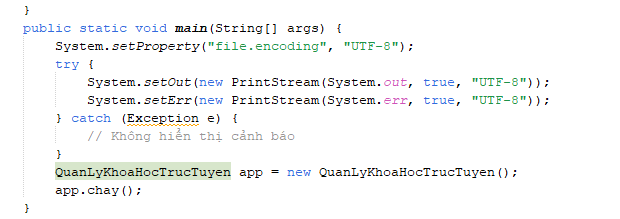 }
public static void main(String[] args) {
System.setProperty("file.encoding", "UTF-8");
try {
System.setOut(new PrintStream(System.out, true, "UTF-8"));
System.setErr(new PrintStream(System.err, true, "UTF-8"));
} catch (Exception e) {
// Không hiển thị cảnh báo
}
QuanLyKhoaHocTrucTuyen app = new QuanLyKhoaHocTrucTuyen();
app.chay();
}